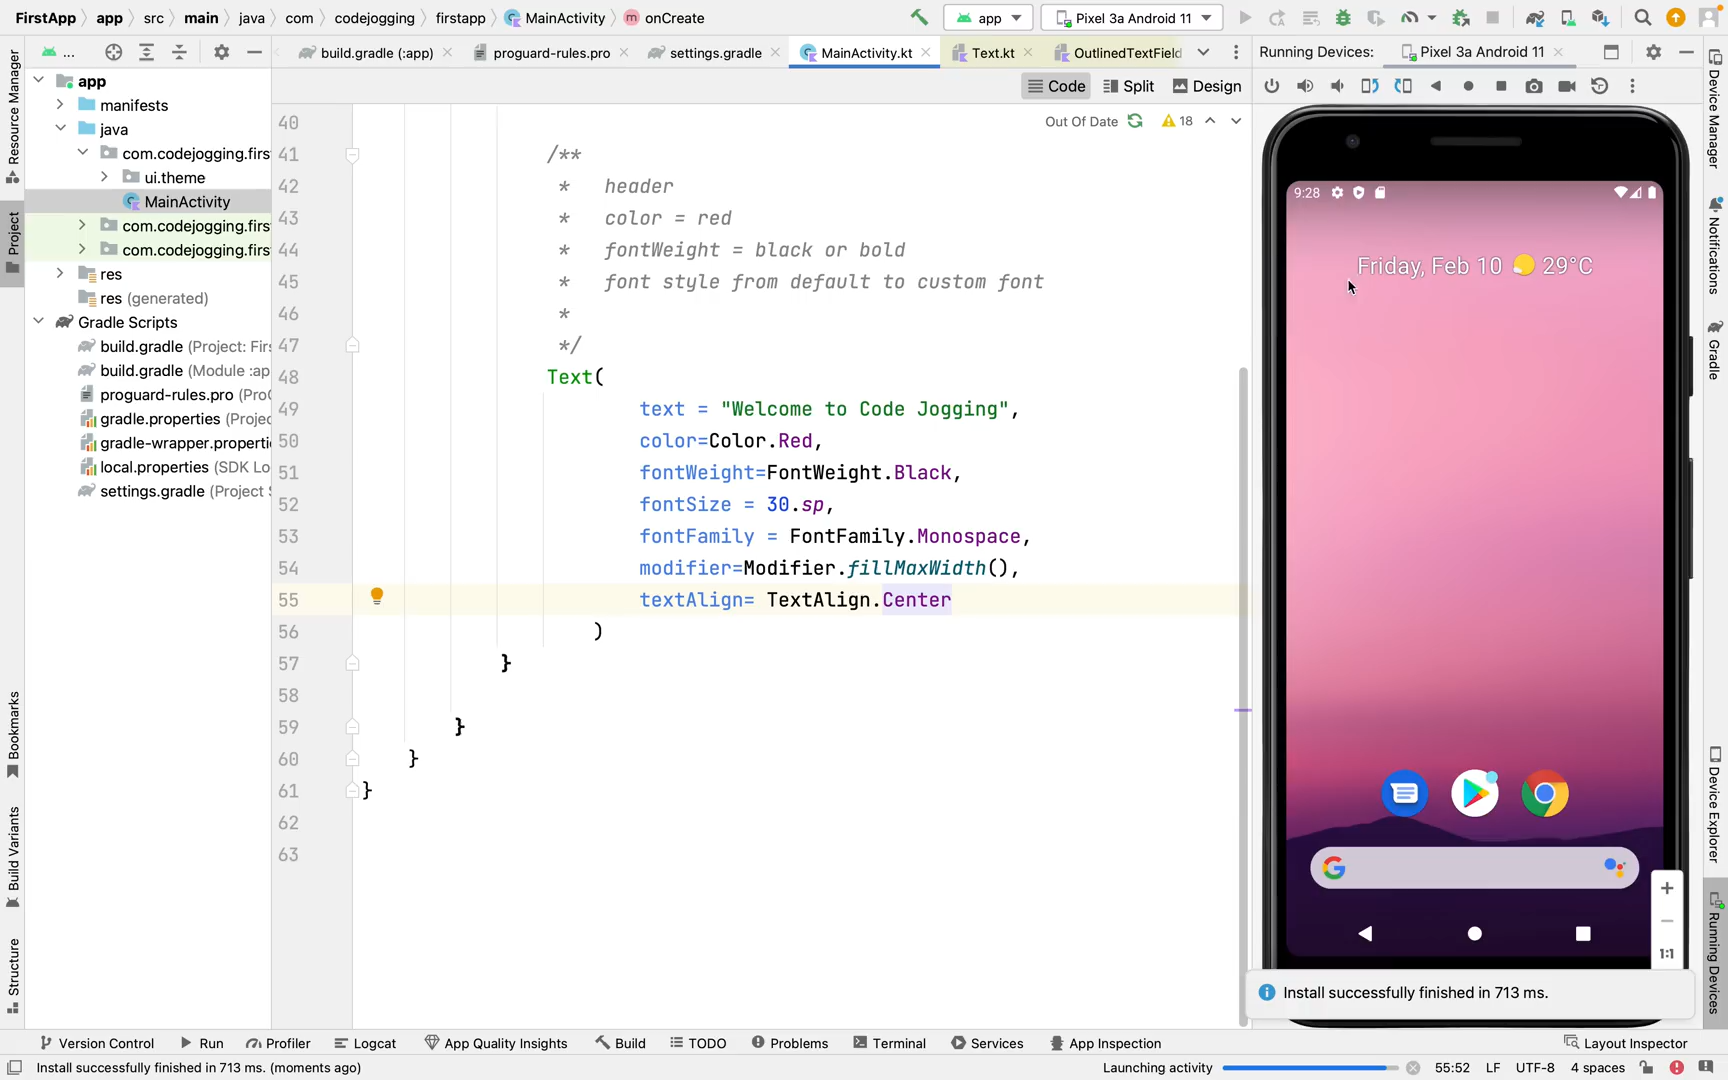 FirstApp app src main java com codejogging firstapp MainActivity onCreate app Pixel 3a Android 11
... build.gradle (:app) proguard-rules.pro settings.gradle MainActivity.kt Text.kt OutlinedTextField Running Devices: Pixel 3a Android 11
Code Split Design
app
manifests
java
com.codejogging.firs
ui.theme
MainActivity
com.codejogging.firs
com.codejogging.firs
res
res (generated)
Gradle Scripts
build.gradle (Project: Fir
build.gradle (Module :ap
proguard-rules.pro (Pro
gradle.properties (Projec
gradle-wrapper.properti
local.properties (SDK Lo
settings.gradle (Project S
Out Of Date 18
40
41 /**
42 * header
43 * color = red
44 * fontWeight = black or bold
45 * font style from default to custom font
46 *
47 */
48 Text(
49 text = "Welcome to Code Jogging",
50 color=Color.Red,
51 fontWeight=FontWeight.Black,
52 fontSize = 30.sp,
53 fontFamily = FontFamily.Monospace,
54 modifier=Modifier.fillMaxWidth(),
55 textAlign= TextAlign.Center
56 )
57 }
58
59 }
60 }
61 }
62
63
9:28
Friday, Feb 10 29°C
G
+
−
1:1
Install successfully finished in 713 ms.
Resource Manager
Project
Bookmarks
Build Variants
Structure
Device Manager
Notifications
Gradle
Device Explorer
Running Devices
Version Control Run Profiler Logcat App Quality Insights Build TODO Problems Terminal Services App Inspection Layout Inspector
Install successfully finished in 713 ms. (moments ago) Launching activity 55:52 LF UTF-8 4 spaces